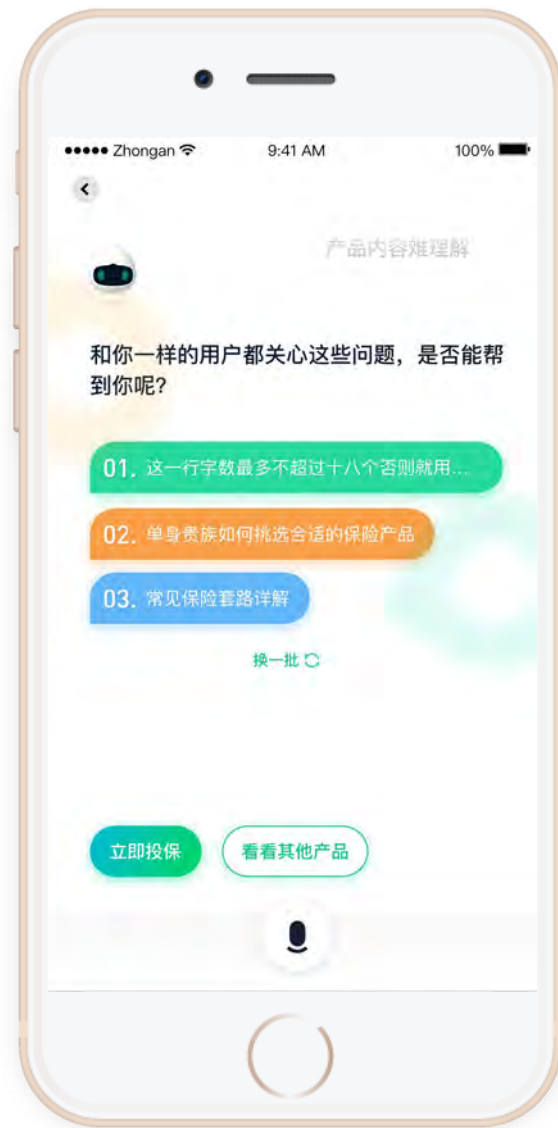 ●●●●● Zhongan
9:41 AM
100%
产品内容难理解
和你一样的用户都关心这些问题，是否能帮
到你呢？
01. 这一行字数最多不超过十八个否则就用...
02. 单身贵族如何挑选合适的保险产品
03. 常见保险套路详解
换一批
立即投保
看看其他产品